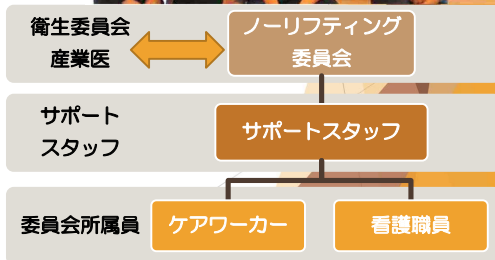 衛生委員会
産業医
ノーリフティング
委員会
サポート
スタッフ
サポートスタッフ
委員会所属員
ケアワーカー
看護職員